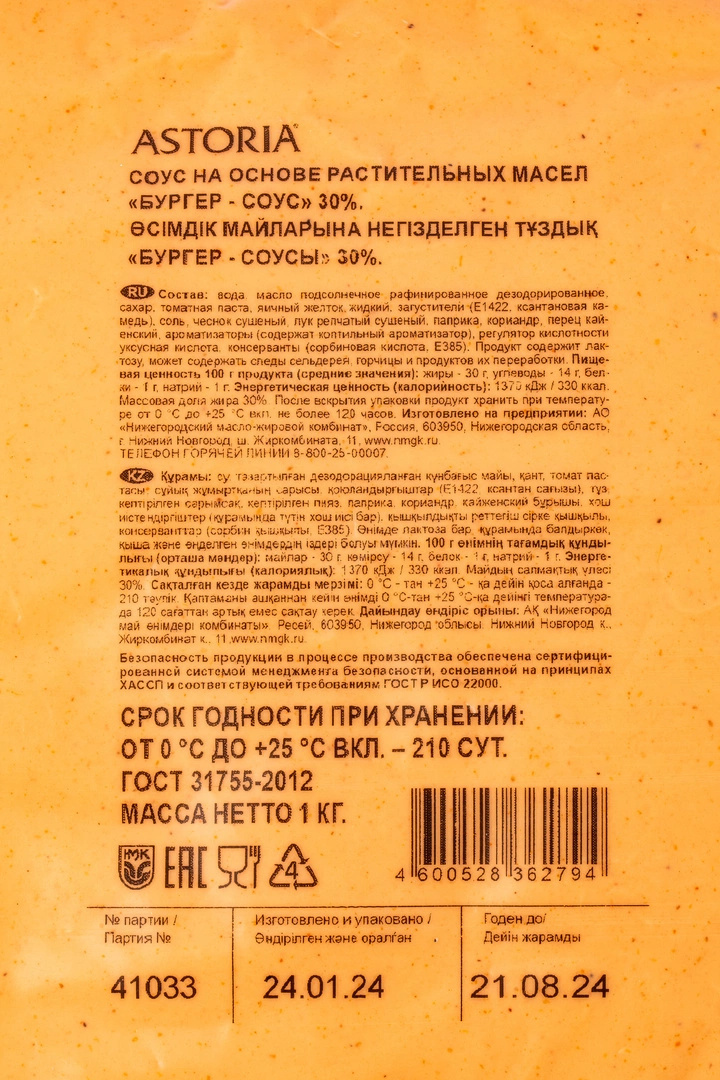 ASTORIA
СОУС НА ОСНОВЕ РАСТИТЕЛЬНЫХ МАСЕЛ
«БУРГЕР - СОУС» 30%.
ӨСІМДІК МАЙЛАРЫНА НЕГІЗДЕЛГЕН ТҰЗДЫҚ
«БУРГЕР - СОУСЫ» 30%.
RU Состав: вода, масло подсолнечное рафинированное дезодорированное,
сахар, томатная паста, яичный желток жидкий, загустители (Е1422, ксантановая ка-
медь), соль, чеснок сушеный, лук репчатый сушеный, паприка, кориандр, перец кай-
енский, ароматизаторы (содержат коптильный ароматизатор), регулятор кислотности
уксусная кислота, консерванты (сорбиновая кислота, Е385). Продукт содержит лак-
тозу, может содержать следы сельдерея, горчицы и продуктов их переработки. Пище-
вая ценность 100 г продукта (средние значения): жиры - 30 г, углеводы - 14 г, бел-
ки - 1 г, натрий - 1 г. Энергетическая ценность (калорийность): 1370 кДж / 330 ккал.
Массовая доля жира 30%. После вскрытия упаковки продукт хранить при температу-
ре от 0 °С до +25 °С вкл. не более 120 часов. Изготовлено на предприятии: АО
«Нижегородский масло-жировой комбинат», Россия, 603950, Нижегородская область,
г. Нижний Новгород, ш. Жиркомбината, 11, www.nmgk.ru.
ТЕЛЕФОН ГОРЯЧЕЙ ЛИНИИ 8-800-25-00007.
KZ Құрамы: су, тазартылған дезодорацияланған күнбағыс майы, қант, томат пас-
тасы, сұйық жұмыртқаның сарысы, қоюландырғыштар (Е1422, ксантан сағызы), тұз,
кептірілген сарымсақ, кептірілген пияз, паприка, кориандр, кайженский бұрышы, хош
иістендіргіштер (құрамында түтін хош иісі бар), қышқылдықты реттегіш сірке қышқылы,
консерванттар (сорбин қышқылы, Е385). Өнімде лактоза бар, құрамында балдыркөк,
қыша және өңделген өнімдердің іздері болуы мүмкін. 100 г өнімнің тағамдық құнды-
лығы (орташа мәндер): майлар - 30 г, көмірсу - 14 г, белок - 1 г, натрий - 1 г. Энерге-
тикалық құндылығы (калориялық): 1370 кДж / 330 ккал. Майдың салмақтық үлесі
30%. Сақталған кезде жарамды мерзімі: 0 °С - тан +25 °С - қа дейін қоса алғанда -
210 тәулік. Қаптаманы ашқаннан кейін өнімді 0 °С-тан +25 °С-қа дейінгі температура-
да 120 сағаттан артық емес сақтау керек. Дайындау өндіріс орыны: АҚ «Нижегород
май өнімдері комбинаты» Ресей, 603950, Нижегород облысы, Нижний Новгород к.,
Жиркомбинат к., 11,www.nmgk.ru.
Безопасность продукции в процессе производства обеспечена сертифици-
рованной системой менеджмента безопасности, основанной на принципах
ХАССП и соответствующей требованиям ГОСТ Р ИСО 22000.
СРОК ГОДНОСТИ ПРИ ХРАНЕНИИ:
ОТ 0 °С ДО +25 °С ВКЛ. – 210 СУТ.
ГОСТ 31755-2012
МАССА НЕТТО 1 КГ.
НМЖК EAC 4
4 600528 362794
№ партии /
Партия №
Изготовлено и упаковано /
Өндірілген және оралған
Годен до/
Дейін жарамды
41033
24.01.24
21.08.24